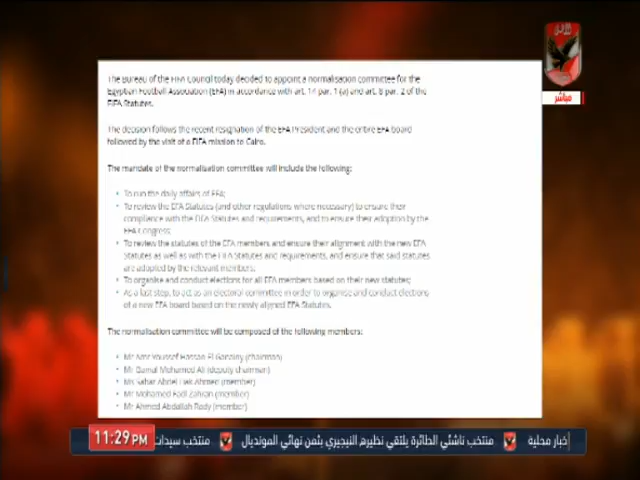 مباشر
The Bureau of the FIFA Council today decided to appoint a normalisation committee for the
Egyptian Football Association (EFA) in accordance with art. 14 par. 1 (a) and art. 8 par. 2 of the
FIFA Statutes.
The decision follows the recent resignation of the EFA President and the entire EFA board
followed by the visit of a FIFA mission to Cairo.
The mandate of the normalisation committee will include the following:
• To run the daily affairs of EFA;
• To review the EFA Statutes (and other regulations where necessary) to ensure their
compliance with the FIFA Statutes and requirements, and to ensure their adoption by the
EFA Congress;
• To review the statutes of the EFA members and ensure their alignment with the new EFA
Statutes as well as with the FIFA Statutes and requirements, and ensure that said statutes
are adopted by the relevant members;
• To organise and conduct elections for all EFA members based on their new statutes;
• As a last step, to act as an electoral committee in order to organise and conduct elections
of a new EFA board based on the newly aligned EFA Statutes.
The normalisation committee will be composed of the following members:
• Mr Amr Youssef Hassan El Ganainy (chairman)
• Mr Gamal Mohamed Ali (deputy chairman)
• Ms Sahar Abdel Hak Ahmed (member)
• Mr Mohamed Fadl Zahran (member)
• Mr Ahmed Abdallah (member)
خبار محلية منتخب ناشئي الطائرة يلتقي نظيره النيجيري بثمن نهائي المونديال منتخب سيدات
11:29 PM